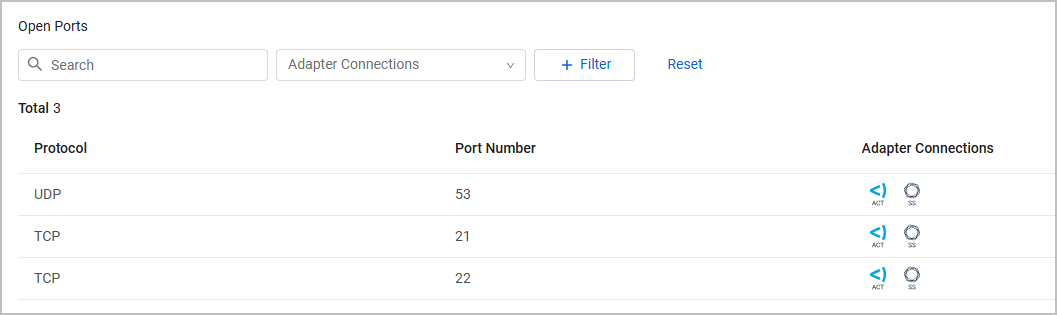 Open Ports
Search Adapter Connections + Filter Reset
Total 3
Protocol Port Number Adapter Connections
UDP 53 ACT SS
TCP 21 ACT SS
TCP 22 ACT SS